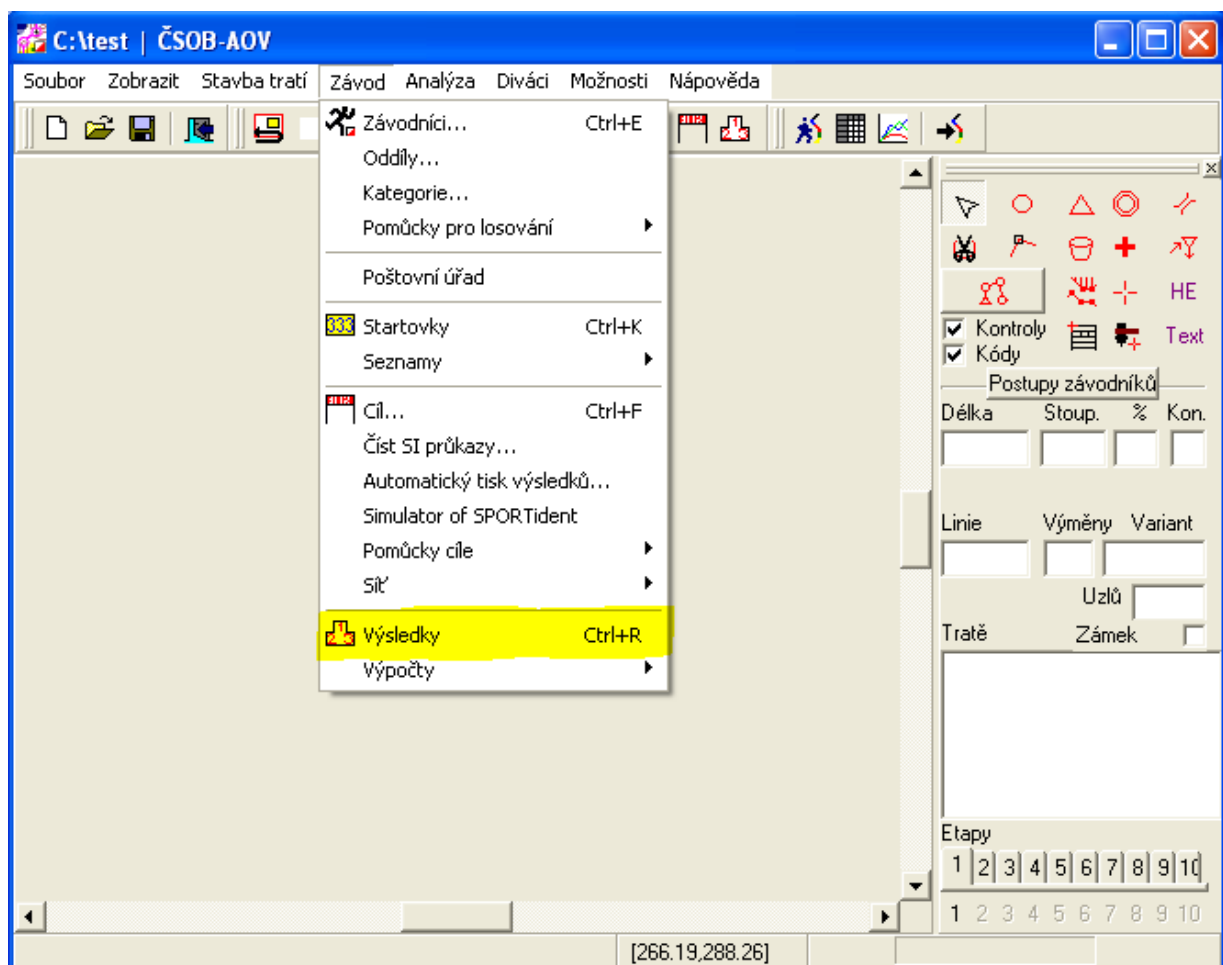 C:\test | ČSOB-AOV
Soubor Zobrazit Stavba tratí Závod Analýza Diváci Možnosti Nápověda
Závodníci... Ctrl+E
Oddíly...
Kategorie...
Pomůcky pro losování
Poštovní úřad
333 Startovky Ctrl+K
Seznamy
Cíl... Ctrl+F
Číst SI průkazy...
Automatický tisk výsledků...
Simulator of SPORTident
Pomůcky cíle
Síť
Výsledky Ctrl+R
Výpočty
HE
Kontroly
Text
Kódy
Postupy závodníků
Délka Stoup. % Kon.
Linie Výměny Variant
Uzlů
Tratě Zámek
Etapy
1 2 3 4 5 6 7 8 9 10
1 2 3 4 5 6 7 8 9 10
[266.19,288.26]